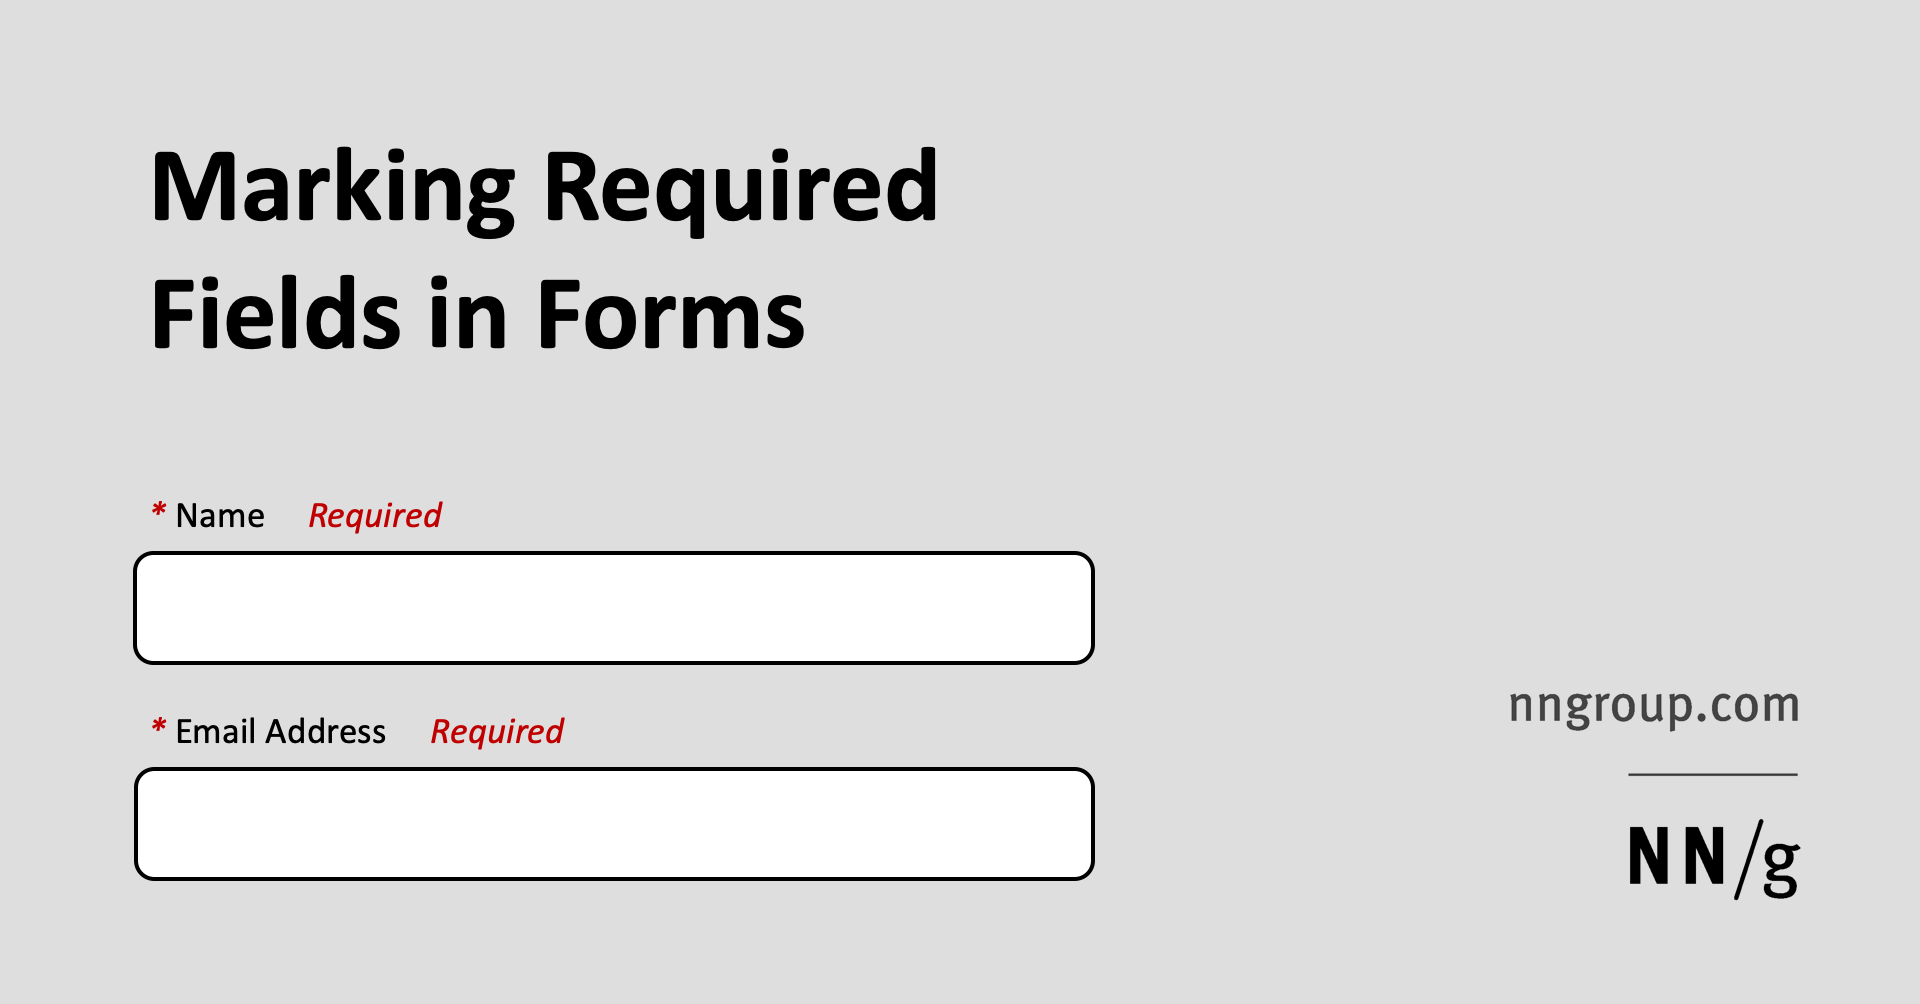 Marking Required
Fields in Forms
* Name Required
* Email Address Required
nngroup.com
NN/g